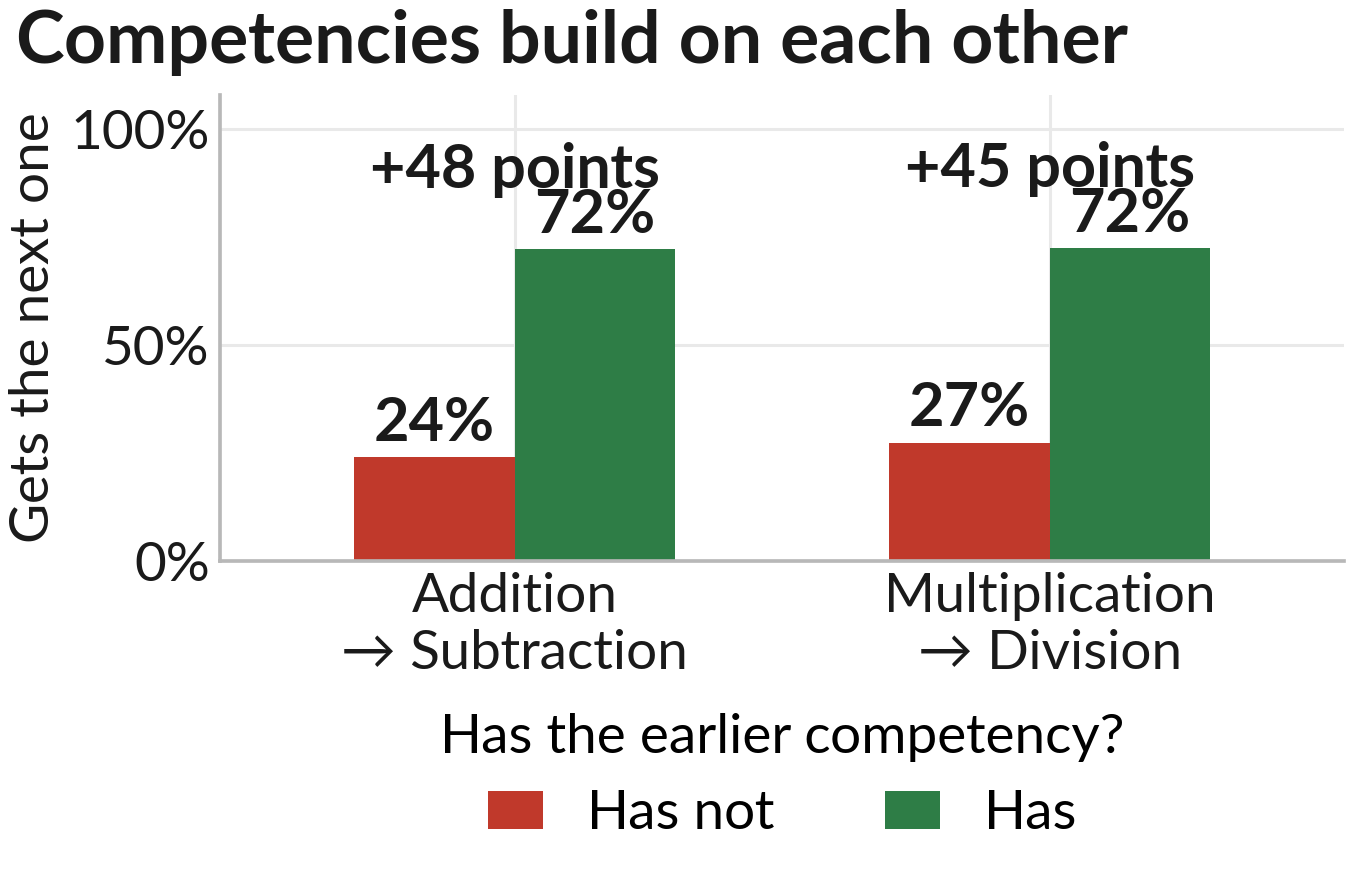 Competencies build on each other
Gets the next one
100%
50%
0%
+48 points
+45 points
72%
72%
24%
27%
Addition
→ Subtraction
Multiplication
→ Division
Has the earlier competency?
Has not
Has